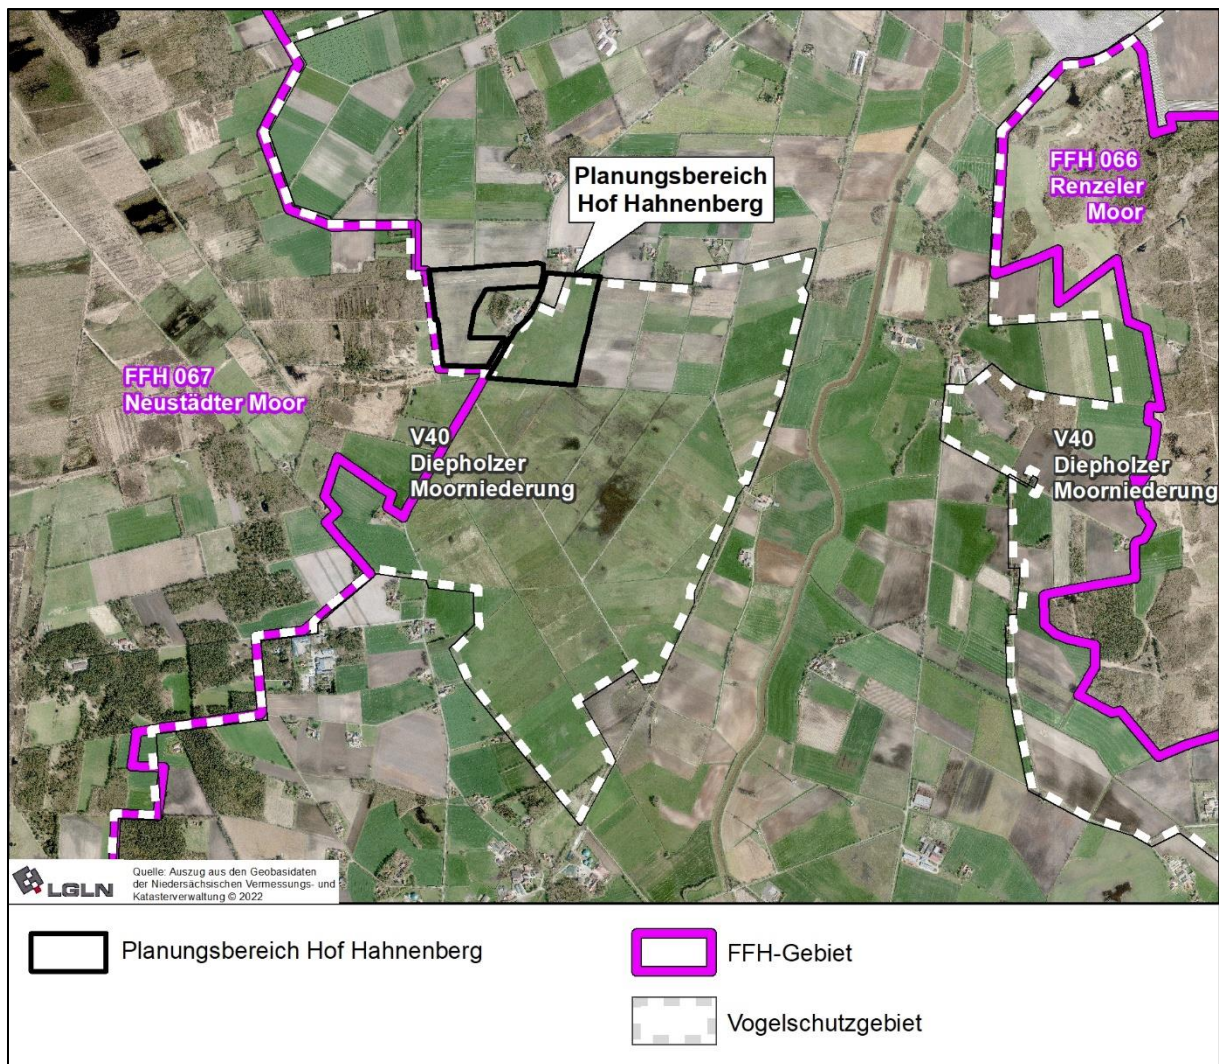 Planungsbereich
Hof Hahnenberg
FFH 066
Renzeler
Moor
FFH 067
Neustädter Moor
V40
Diepholzer
Moorniederung
V40
Diepholzer
Moorniederung
LGLN
Quelle: Auszug aus den Geobasidaten
der Niedersächsischen Vermessungs- und
Katasterverwaltung © 2022
Planungsbereich Hof Hahnenberg
FFH-Gebiet
Vogelschutzgebiet